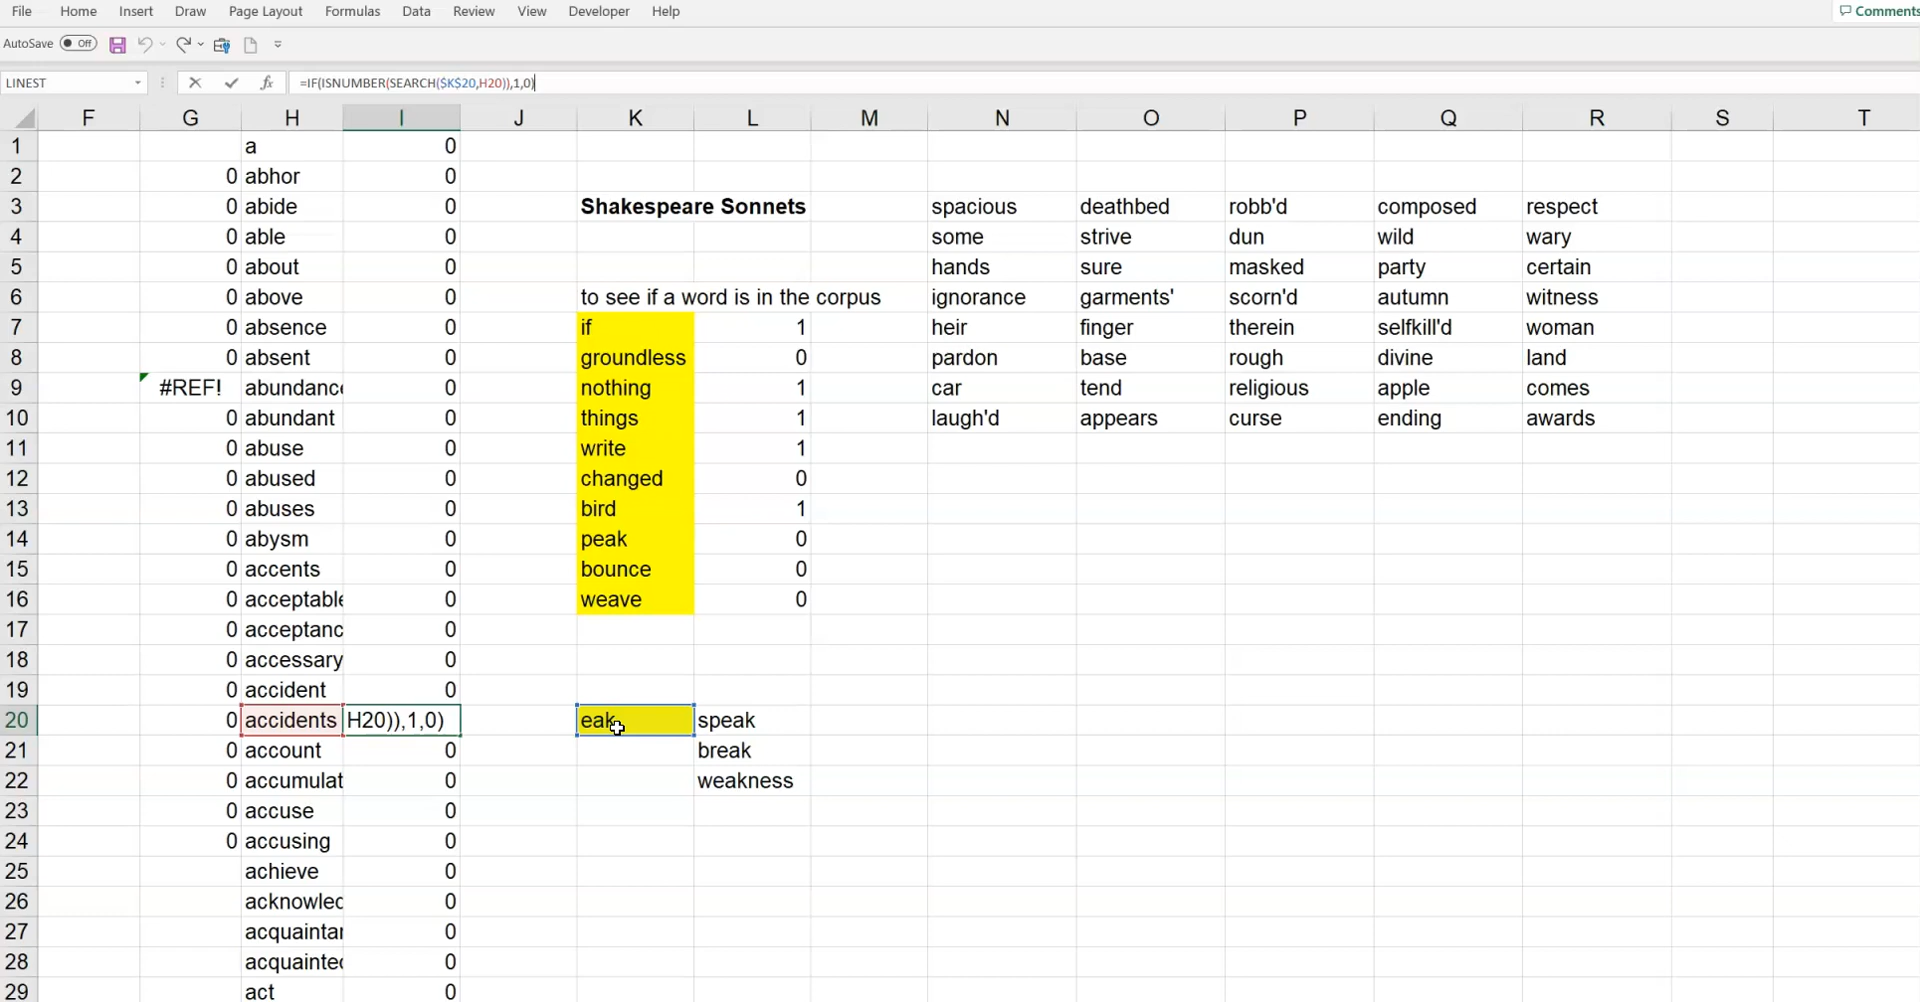 File Home Insert Draw Page Layout Formulas Data Review View Developer Help Comments
AutoSave Off
LINEST =IF(ISNUMBER(SEARCH($K$20,H20)),1,0)
F G H I J K L M N O P Q R S T
1 a 0
2 0 abhor 0
3 0 abide 0 Shakespeare Sonnets spacious deathbed robb'd composed respect
4 0 able 0 some strive dun wild wary
5 0 about 0 hands sure masked party certain
6 0 above 0 to see if a word is in the corpus ignorance garments' scorn'd autumn witness
7 0 absence 0 if 1 heir finger therein selfkill'd woman
8 0 absent 0 groundless 0 pardon base rough divine land
9 #REF! abundance 0 nothing 1 car tend religious apple comes
10 0 abundant 0 things 1 laugh'd appears curse ending awards
11 0 abuse 0 write 1
12 0 abused 0 changed 0
13 0 abuses 0 bird 1
14 0 abysm 0 peak 0
15 0 accents 0 bounce 0
16 0 acceptable 0 weave 0
17 0 acceptanc 0
18 0 accessary 0
19 0 accident 0
20 0 accidents H20)),1,0) eak speak
21 0 account 0 break
22 0 accumulat 0 weakness
23 0 accuse 0
24 0 accusing 0
25 achieve 0
26 acknowled 0
27 acquaintan 0
28 acquainted 0
29 act 0